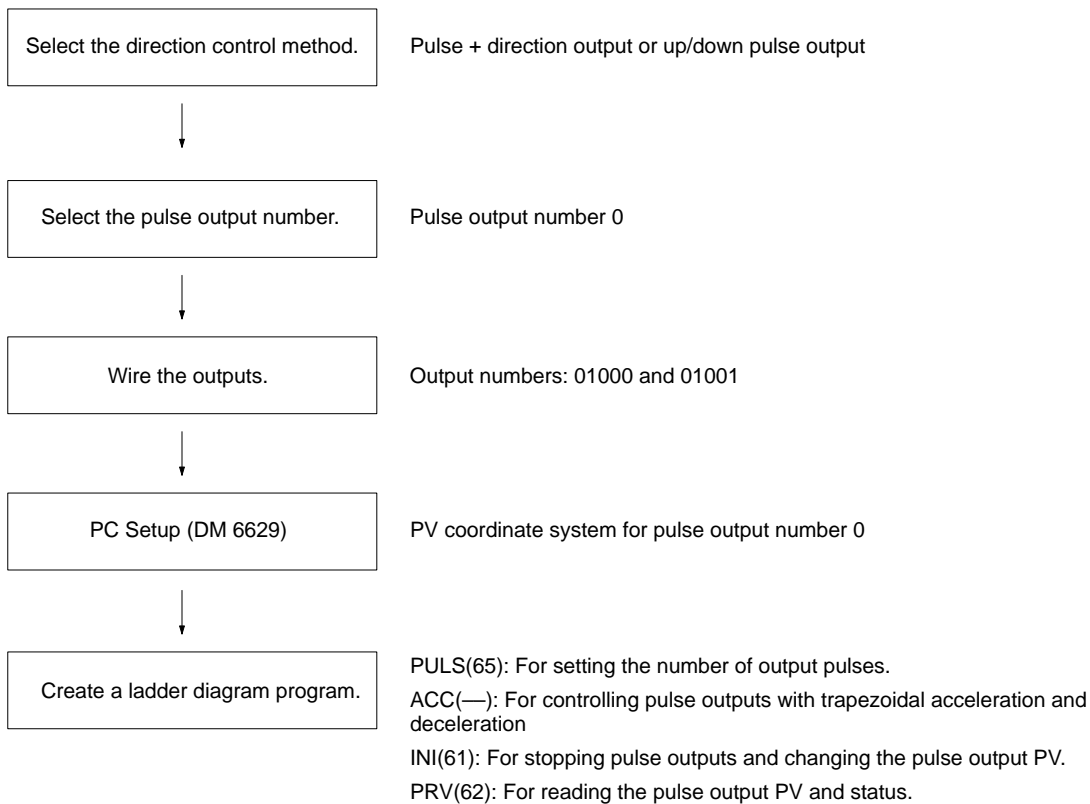 Select the direction control method.
Pulse + direction output or up/down pulse output
Select the pulse output number.
Pulse output number 0
Wire the outputs.
Output numbers: 01000 and 01001
PC Setup (DM 6629)
PV coordinate system for pulse output number 0
Create a ladder diagram program.
PULS(65): For setting the number of output pulses.
ACC(—): For controlling pulse outputs with trapezoidal acceleration and
deceleration
INI(61): For stopping pulse outputs and changing the pulse output PV.
PRV(62): For reading the pulse output PV and status.